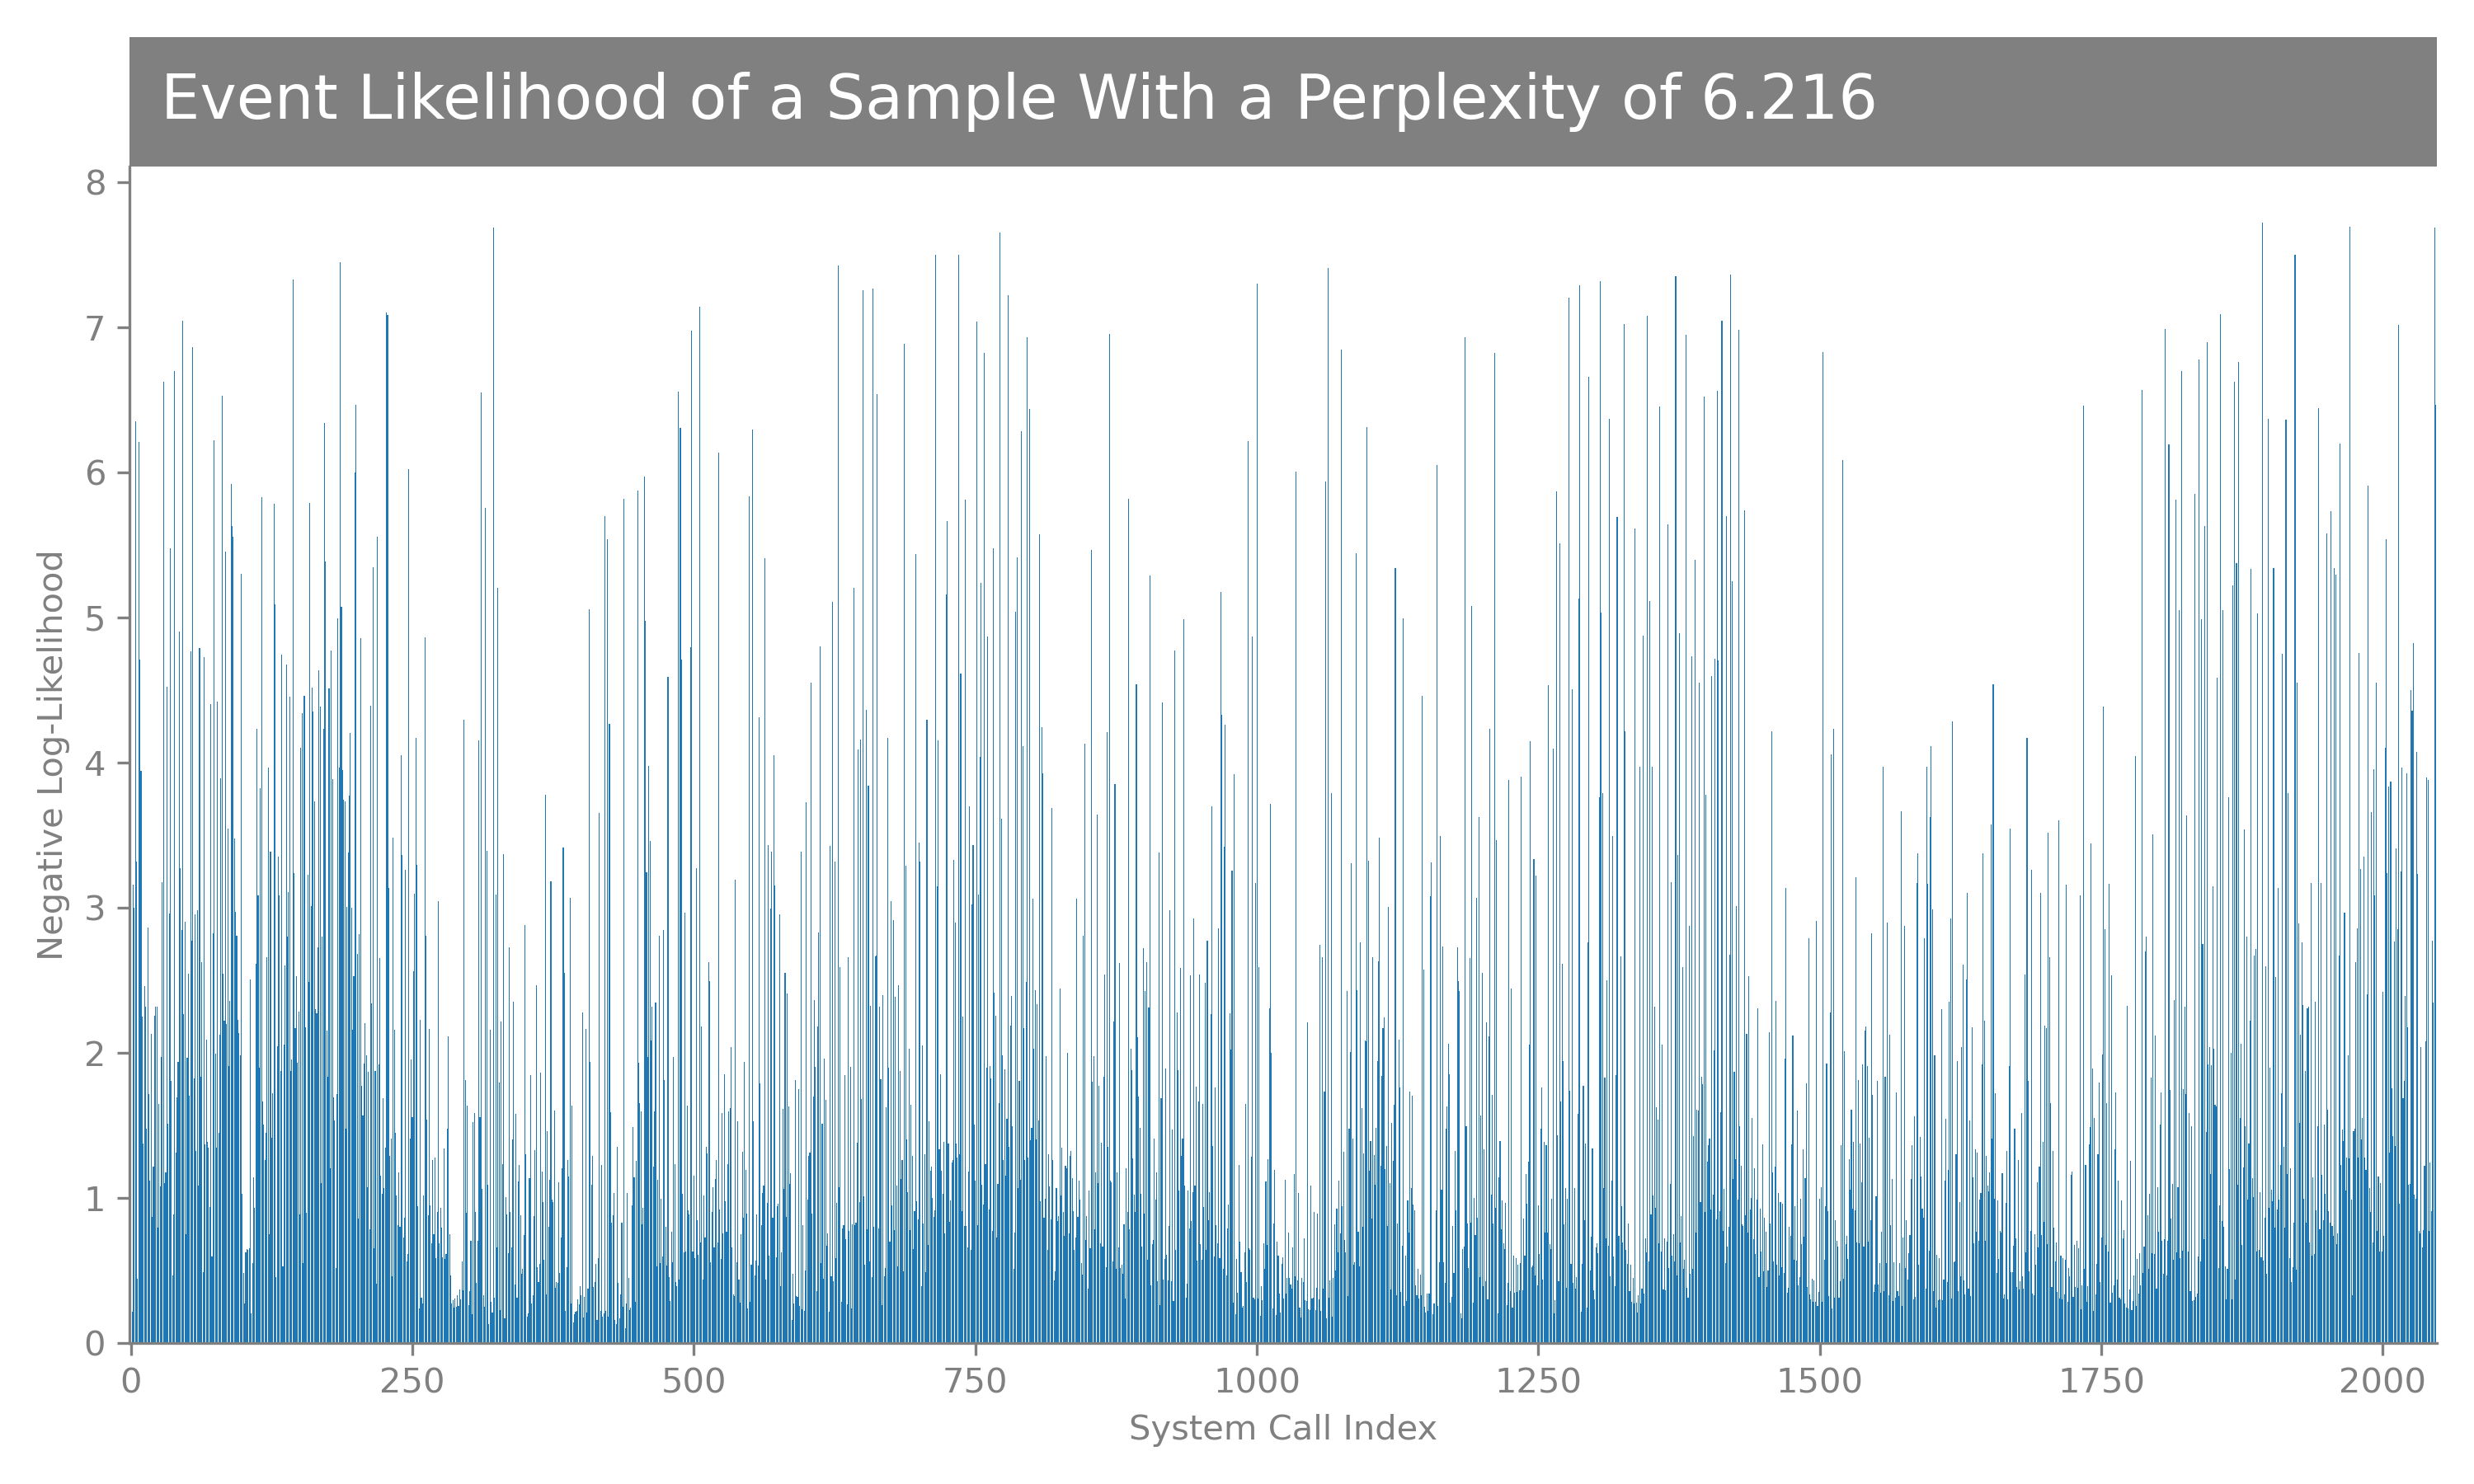 Event Likelihood of a Sample With a Perplexity of 6.216
8
7
6
5
4
3
2
1
0
Negative Log-Likelihood
0 250 500 750 1000 1250 1500 1750 2000
System Call Index